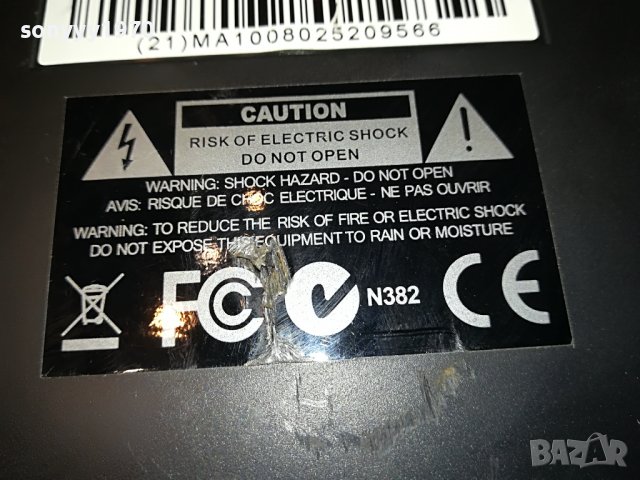 sonyvvv1970
(21)MA1008025209566
CAUTION
RISK OF ELECTRIC SHOCK
DO NOT OPEN
WARNING: SHOCK HAZARD - DO NOT OPEN
AVIS: RISQUE DE CHOC ELECTRIQUE - NE PAS OUVRIR
WARNING: TO REDUCE THE RISK OF FIRE OR ELECTRIC SHOCK
DO NOT EXPOSE THIS EQUIPMENT TO RAIN OR MOISTURE
FC N382 CE
BAZAR